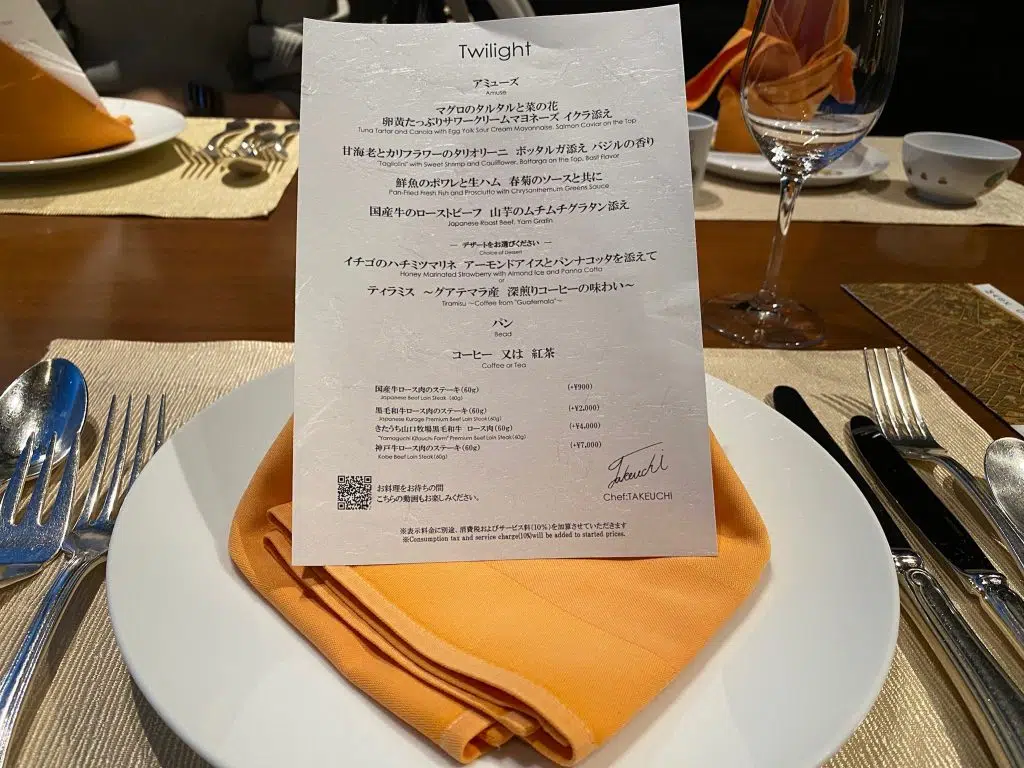 Twilight
アミューズ
Amuse
マグロのタルタルと菜の花
卵黄たっぷりサワークリームマヨネーズ イクラ添え
Tuna Tartar and Canola with Egg Yolk Sour Cream Mayonnaise, Salmon Caviar on the Top
甘海老とカリフラワーのタリオリーニ ボッタルガ添え バジルの香り
"Tagliolini" with Sweet Shrimp and Cauliflower, Bottarga on the Top, Basil Flavor
鮮魚のポワレと生ハム 春菊のソースと共に
Pan-Fried Fresh Fish and Prosciutto with Chrysanthemum Greens Sauce
国産牛のローストビーフ 山芋のムチムチグラタン添え
Japanese Roast Beef, Yam Gratin
― デザートをお選びください ―
Choice of Dessert
イチゴのハチミツマリネ アーモンドアイスとパンナコッタを添えて
Honey Marinated Strawberry with Almond Ice and Panna Cotta
or
ティラミス ～グアテマラ産 深煎りコーヒーの味わい～
Tiramisu ～Coffee from "Guatemala"～
パン
Bead
コーヒー 又は 紅茶
Coffee or Tea
国産牛ロース肉のステーキ(60g) (+¥900)
Japanese Beef Loin Steak (60g)
黒毛和牛ロース肉のステーキ(60g) (+¥2,000)
Japanese Kuroge Premium Beef Loin Steak(60g)
きたうち山口牧場黒毛和牛 ロース肉(60g) (+¥4,000)
"Yamaguchi Kitauchi Farm" Premium Beef Loin Steak(60g)
神戸牛ロース肉のステーキ(60g) (+¥7,000)
Kobe Beef Loin Steak(60g)
Takeuchi
Chef:TAKEUCHI
お料理をお待ちの間
こちらの動画もお楽しみください。
※表示料金に別途、消費税およびサービス料(10%)を加算させていただきます
※Consumption tax and service charge(10%)will be added to started prices.